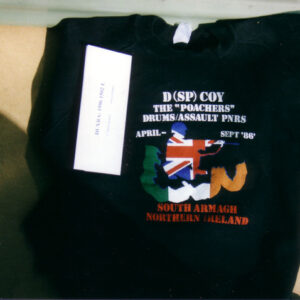 D (SP) COY
THE "POACHERS"
DRUMS/ASSAULT PNRS
APRIL- SEPT '86'
SOUTH ARMAGH
NORTHERN IRELAND